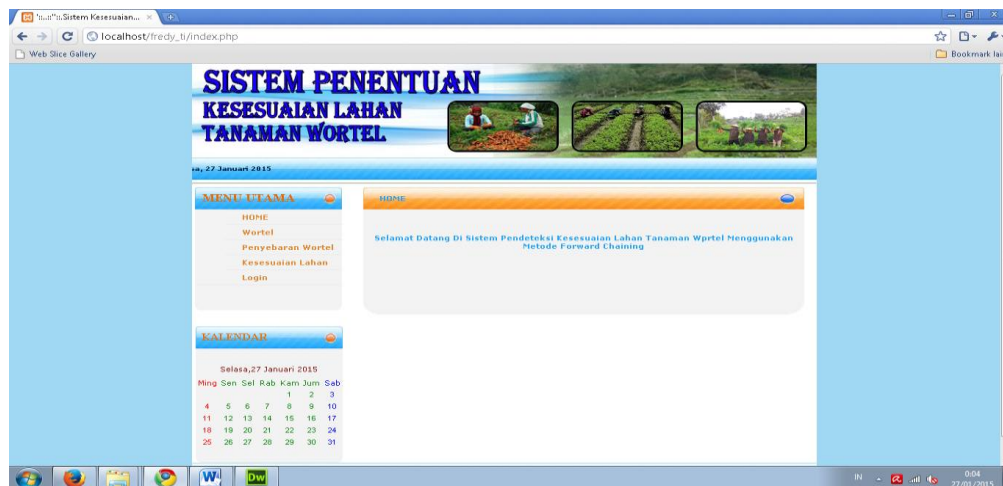 ':..::"::.Sistem Kesesuaian...
localhost/fredy_ti/index.php
Web Slice Gallery
Bookmark lai
SISTEM PENENTUAN
KESESUAIAN LAHAN
TANAMAN WORTEL
sa, 27 Januari 2015
MENU UTAMA
HOME
Wortel
Penyebaran Wortel
Kesesuaian Lahan
Login
HOME
Selamat Datang Di Sistem Pendeteksi Kesesuaian Lahan Tanaman Wprtel Menggunakan
Metode Forward Chaining
KALENDAR
Selasa,27 Januari 2015
Ming Sen Sel Rab Kam Jum Sab
1 2 3
4 5 6 7 8 9 10
11 12 13 14 15 16 17
18 19 20 21 22 23 24
25 26 27 28 29 30 31
W
Dw
IN
0:04
27/01/2015